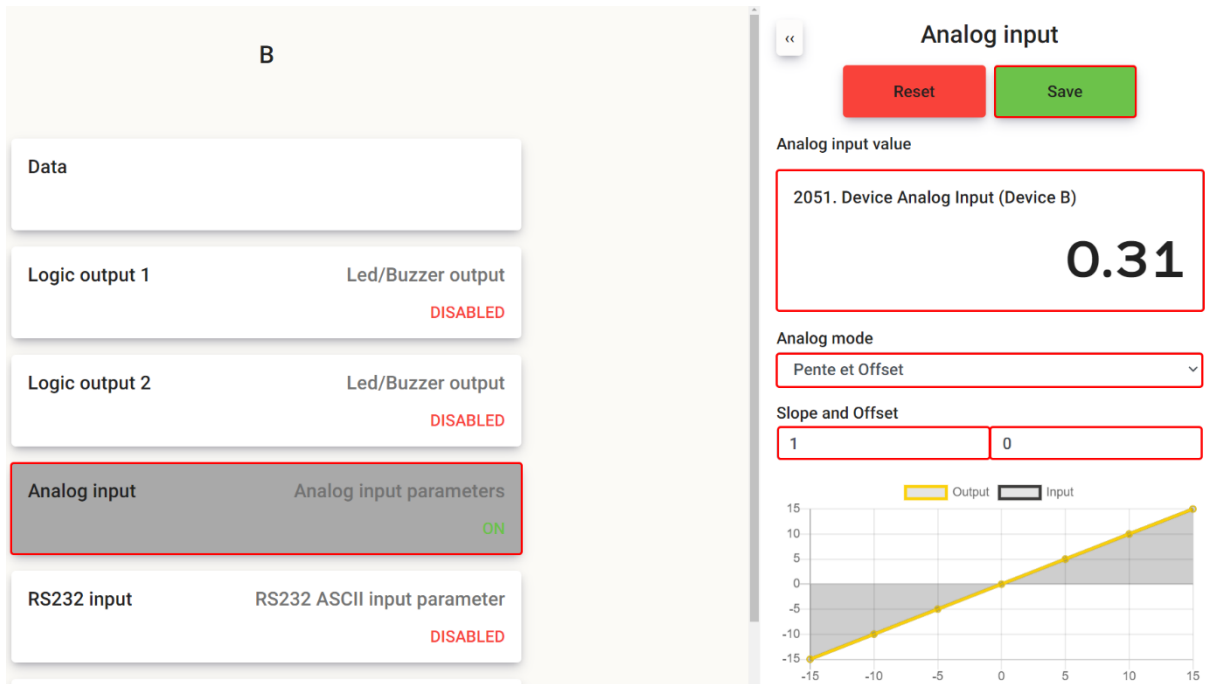 B
Data
Logic output 1 Led/Buzzer output
DISABLED
Logic output 2 Led/Buzzer output
DISABLED
Analog input Analog input parameters
ON
RS232 input RS232 ASCII input parameter
DISABLED
‹‹ Analog input
Reset Save
Analog input value
2051. Device Analog Input (Device B)
0.31
Analog mode
Pente et Offset
Slope and Offset
1 0
Output Input
15
10
5
0
-5
-10
-15
-15 -10 -5 0 5 10 15